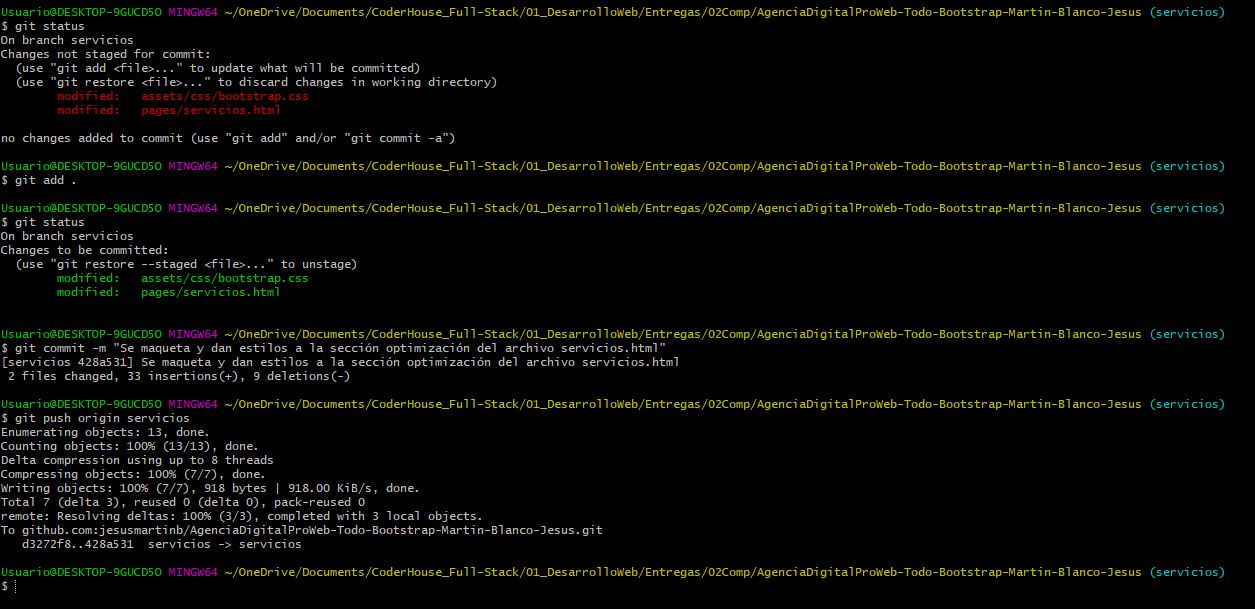 Usuario@DESKTOP-9GUCD5O MINGW64 ~/OneDrive/Documents/CoderHouse_Full-Stack/01_DesarrolloWeb/Entregas/02Comp/AgenciaDigitalProWeb-Todo-Bootstrap-Martin-Blanco-Jesus (servicios)
$ git status
On branch servicios
Changes not staged for commit:
  (use "git add <file>..." to update what will be committed)
  (use "git restore <file>..." to discard changes in working directory)
        modified:   assets/css/bootstrap.css
        modified:   pages/servicios.html

no changes added to commit (use "git add" and/or "git commit -a")

Usuario@DESKTOP-9GUCD5O MINGW64 ~/OneDrive/Documents/CoderHouse_Full-Stack/01_DesarrolloWeb/Entregas/02Comp/AgenciaDigitalProWeb-Todo-Bootstrap-Martin-Blanco-Jesus (servicios)
$ git add .

Usuario@DESKTOP-9GUCD5O MINGW64 ~/OneDrive/Documents/CoderHouse_Full-Stack/01_DesarrolloWeb/Entregas/02Comp/AgenciaDigitalProWeb-Todo-Bootstrap-Martin-Blanco-Jesus (servicios)
$ git status
On branch servicios
Changes to be committed:
  (use "git restore --staged <file>..." to unstage)
        modified:   assets/css/bootstrap.css
        modified:   pages/servicios.html

Usuario@DESKTOP-9GUCD5O MINGW64 ~/OneDrive/Documents/CoderHouse_Full-Stack/01_DesarrolloWeb/Entregas/02Comp/AgenciaDigitalProWeb-Todo-Bootstrap-Martin-Blanco-Jesus (servicios)
$ git commit -m "Se maqueta y dan estilos a la sección optimización del archivo servicios.html"
[servicios 428a531] Se maqueta y dan estilos a la sección optimización del archivo servicios.html
 2 files changed, 33 insertions(+), 9 deletions(-)

Usuario@DESKTOP-9GUCD5O MINGW64 ~/OneDrive/Documents/CoderHouse_Full-Stack/01_DesarrolloWeb/Entregas/02Comp/AgenciaDigitalProWeb-Todo-Bootstrap-Martin-Blanco-Jesus (servicios)
$ git push origin servicios
Enumerating objects: 13, done.
Counting objects: 100% (13/13), done.
Delta compression using up to 8 threads
Compressing objects: 100% (7/7), done.
Writing objects: 100% (7/7), 918 bytes | 918.00 KiB/s, done.
Total 7 (delta 3), reused 0 (delta 0), pack-reused 0
remote: Resolving deltas: 100% (3/3), completed with 3 local objects.
To github.com:jesusmartinb/AgenciaDigitalProWeb-Todo-Bootstrap-Martin-Blanco-Jesus.git
   d3272f8..428a531  servicios -> servicios

Usuario@DESKTOP-9GUCD5O MINGW64 ~/OneDrive/Documents/CoderHouse_Full-Stack/01_DesarrolloWeb/Entregas/02Comp/AgenciaDigitalProWeb-Todo-Bootstrap-Martin-Blanco-Jesus (servicios)
$